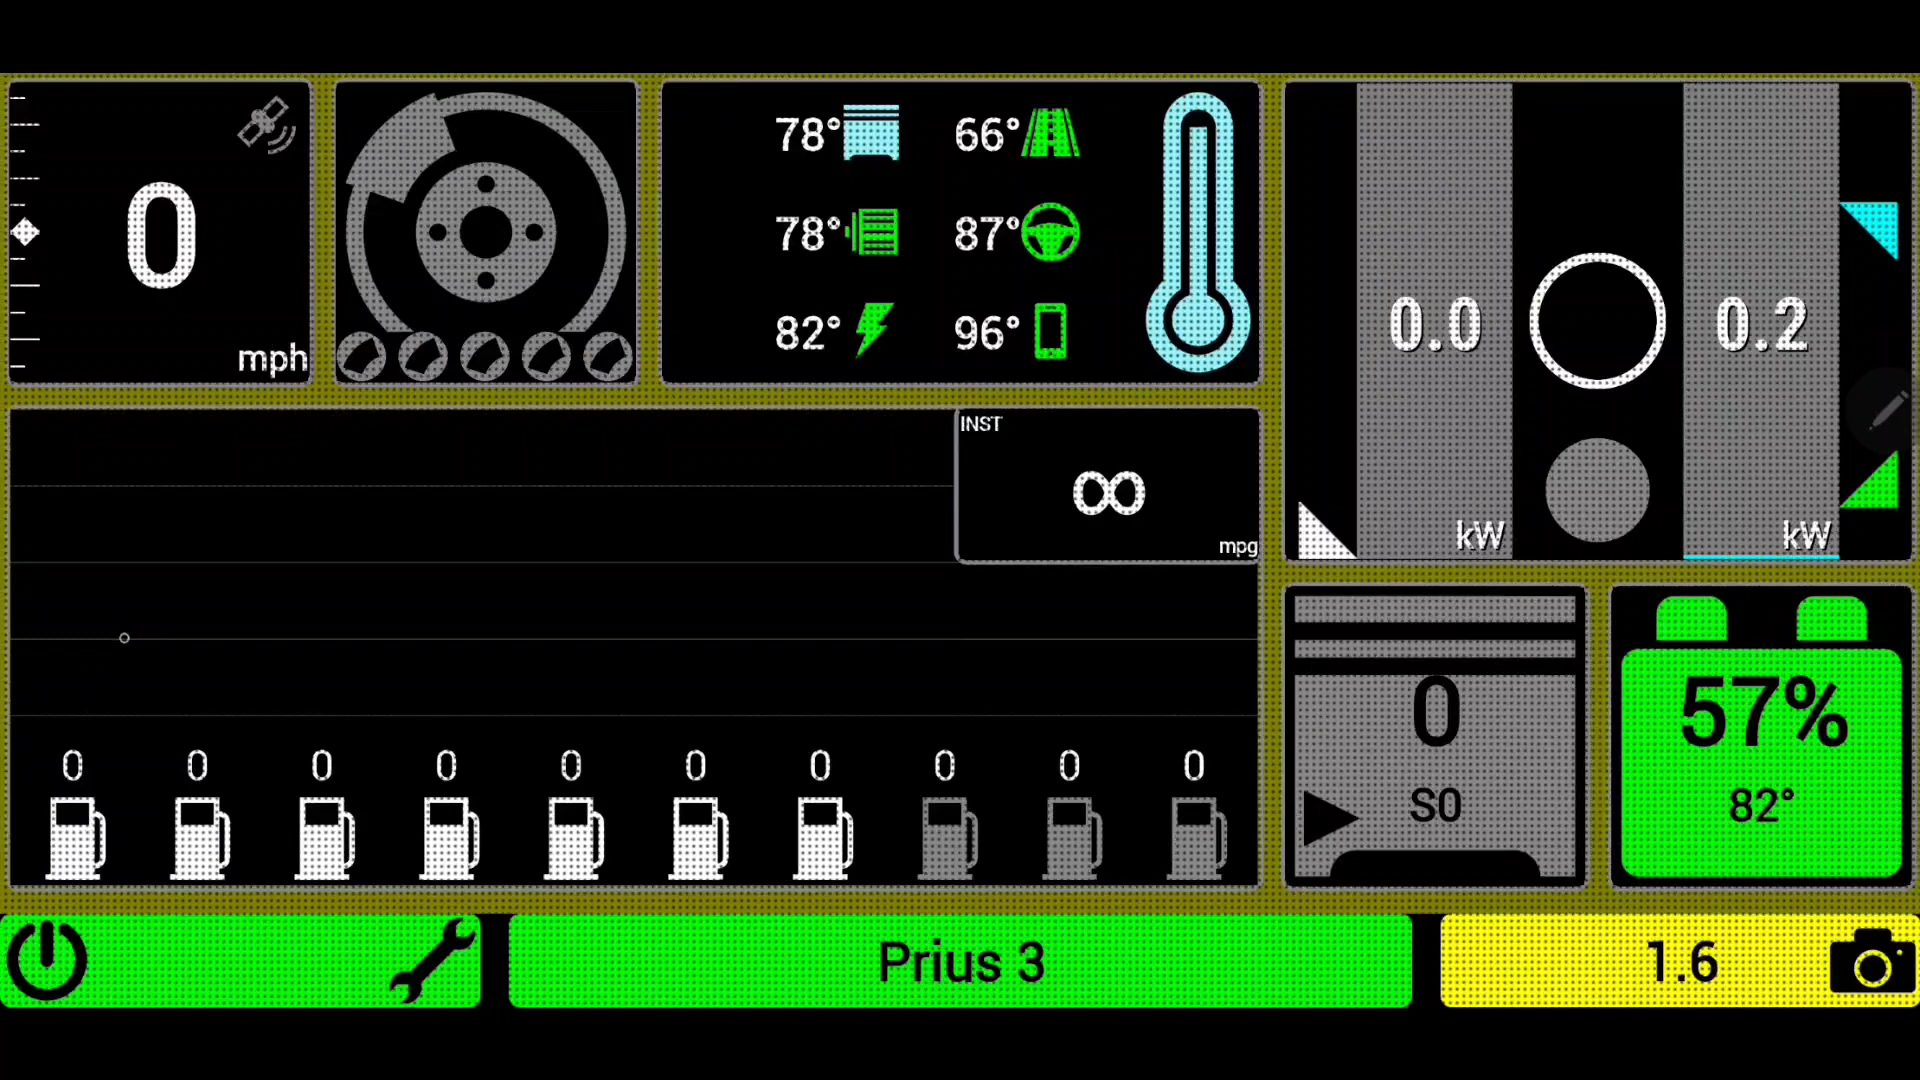 0
mph
78° 66°
78° 87°
82° 96°
0.0
kW
0.2
kW
INST
∞
mpg
0 0 0 0 0 0 0 0 0 0
0
S0
57%
82°
Prius 3
1.6